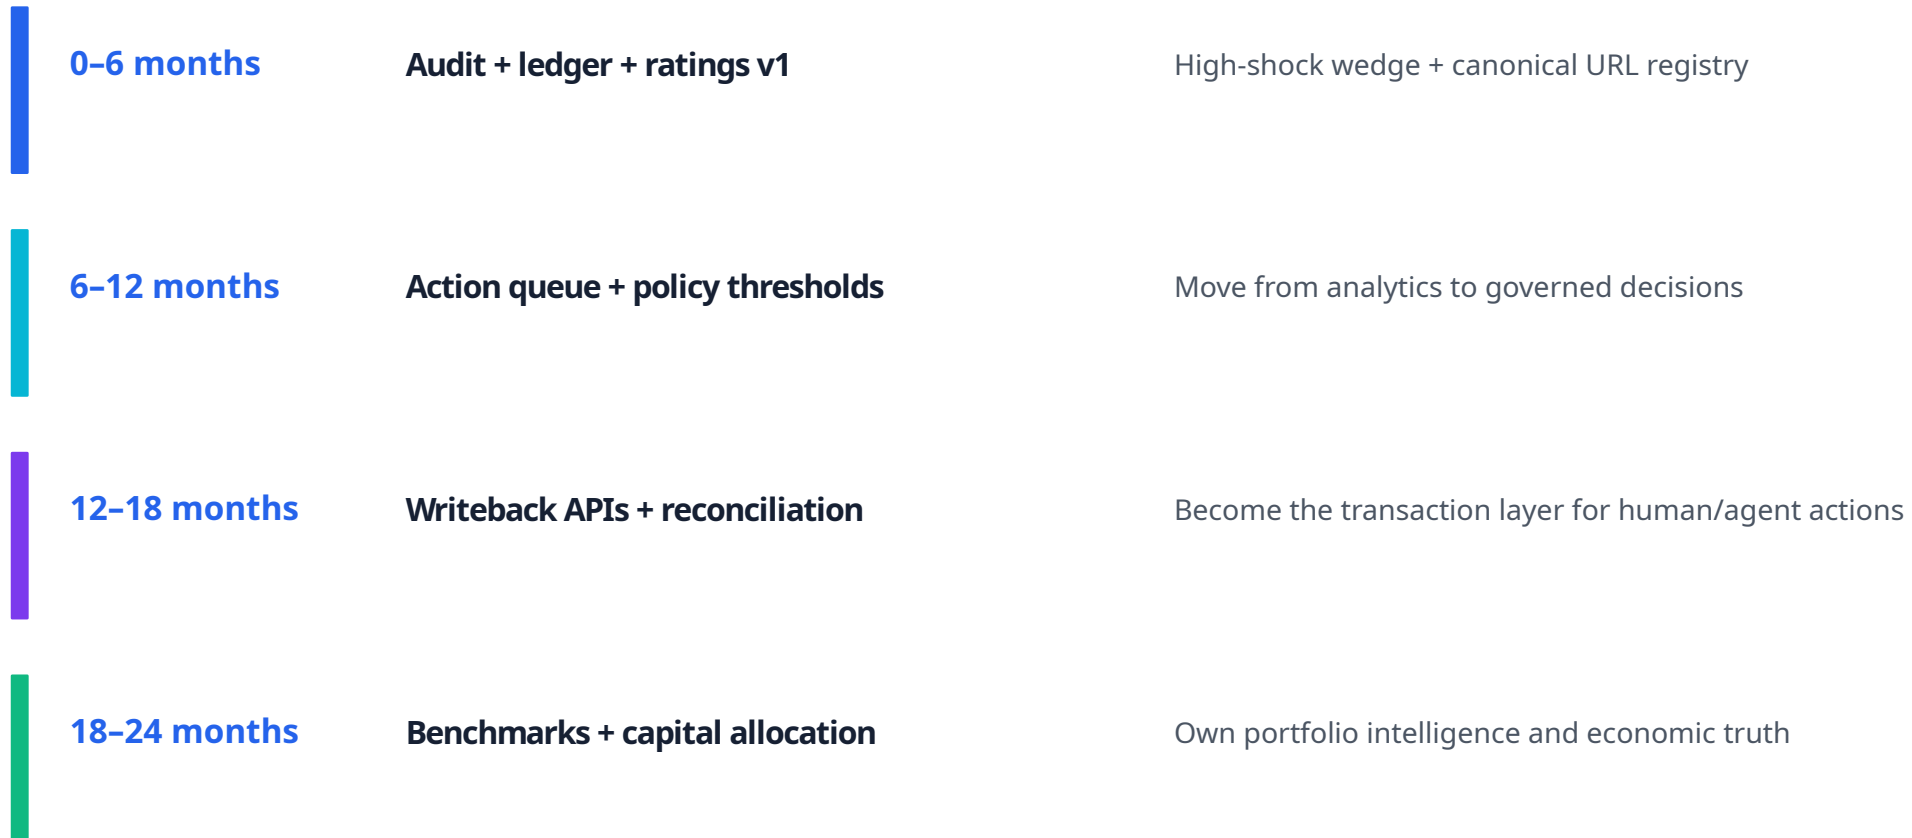 0–6 months Audit + ledger + ratings v1 High-shock wedge + canonical URL registry
6–12 months Action queue + policy thresholds Move from analytics to governed decisions
12–18 months Writeback APIs + reconciliation Become the transaction layer for human/agent actions
18–24 months Benchmarks + capital allocation Own portfolio intelligence and economic truth